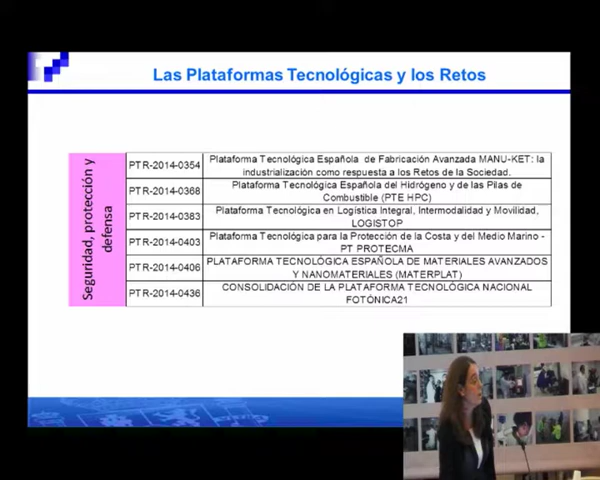 Las Plataformas Tecnológicas y los Retos
Seguridad, protección y
defensa
PTR-2014-0354
Plataforma Tecnológica Española de Fabricación Avanzada MANU-KET: la
industrialización como respuesta a los Retos de la Sociedad.
PTR-2014-0368
Plataforma Tecnológica Española del Hidrógeno y de las Pilas de
Combustible (PTE HPC)
PTR-2014-0383
Plataforma Tecnológica en Logística Integral, Intermodalidad y Movilidad,
LOGISTOP
PTR-2014-0403
Plataforma Tecnológica para la Protección de la Costa y del Medio Marino -
PT PROTECMA
PTR-2014-0406
PLATAFORMA TECNOLÓGICA ESPAÑOLA DE MATERIALES AVANZADOS
Y NANOMATERIALES (MATERPLAT)
PTR-2014-0436
CONSOLIDACIÓN DE LA PLATAFORMA TECNOLÓGICA NACIONAL
FOTÓNICA21